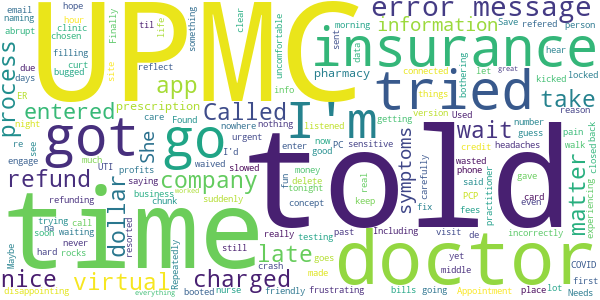 email
hope
til
UPMC
error message
naming
hour
clear
Save
refered
person
abrupt
clinic
Finally
life
something
insurance
information
morning
hear
due
chosen
app
uncomfortable
sent
data
filling
site
process
days
curt
bugged
reflect
pharmacy
connected
let
kicked
locked
ER
entered
prescription
info
bothering
things
reason
got
go
I'm
tried
take
night
She
care
Found
nothing
listened
getting
version
Used
number
guess
pain
re
Called
nowhere
urgent
now
good
PC
sensitive
wait
headaches
walk
engage
see
much
profits
waived
I'd
enter
credit
wasted
back
closed
experiencing
UTI
saying
slowed
money
delete
tonight
told
symptoms
carefully
phone
matter
refund
company
fun
real
keep
said
gave
card
even
dollar
refunding
business
chunk
worked
concept
fix
PCP
fees
practitioner
time
trying
na
call
suddenly
late
really
testing
past
Including
visit
de
incorrectly
soon
waiting
resorted
still
goes
doctor
yet
middle
COVID
Maybe
never
hard
rocks
Repeatedly
charged
crash
made
bills
going
place
lot
first
nice
virtual
booted
nurse
friendly
frustrating
Appointment
Needs
disappointing
everything
great